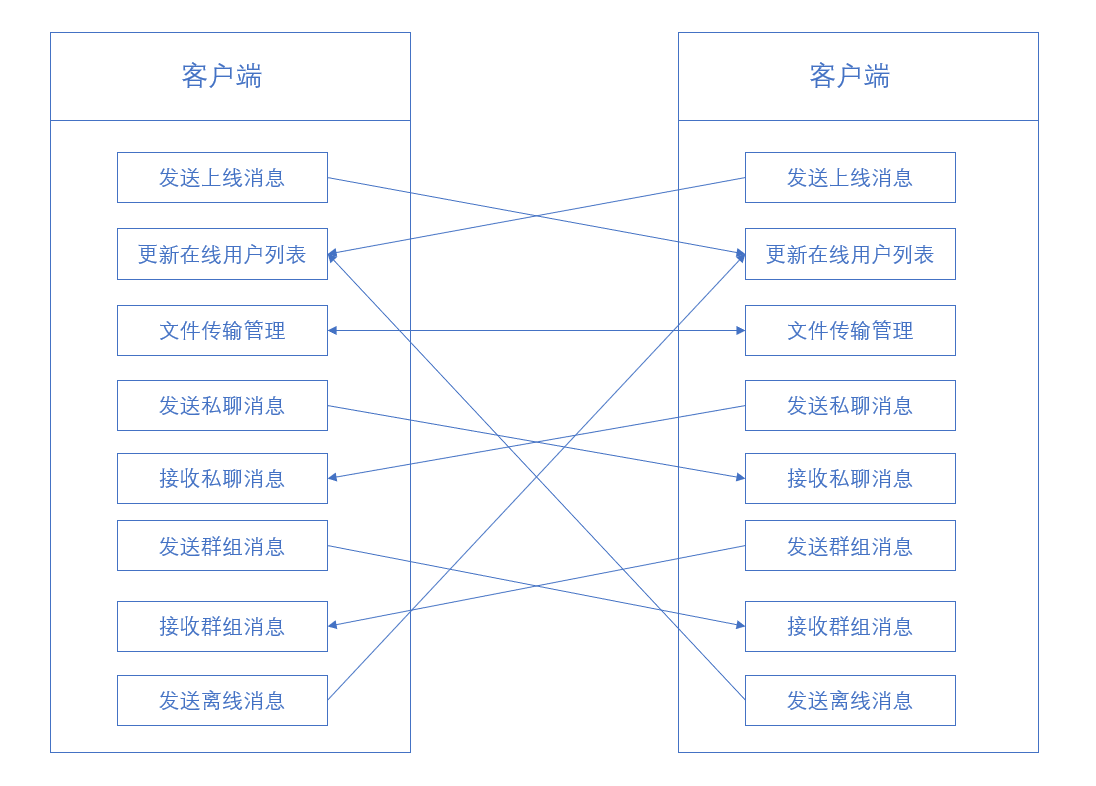 客户端
发送上线消息
更新在线用户列表
文件传输管理
发送私聊消息
接收私聊消息
发送群组消息
接收群组消息
发送离线消息
客户端
发送上线消息
更新在线用户列表
文件传输管理
发送私聊消息
接收私聊消息
发送群组消息
接收群组消息
发送离线消息